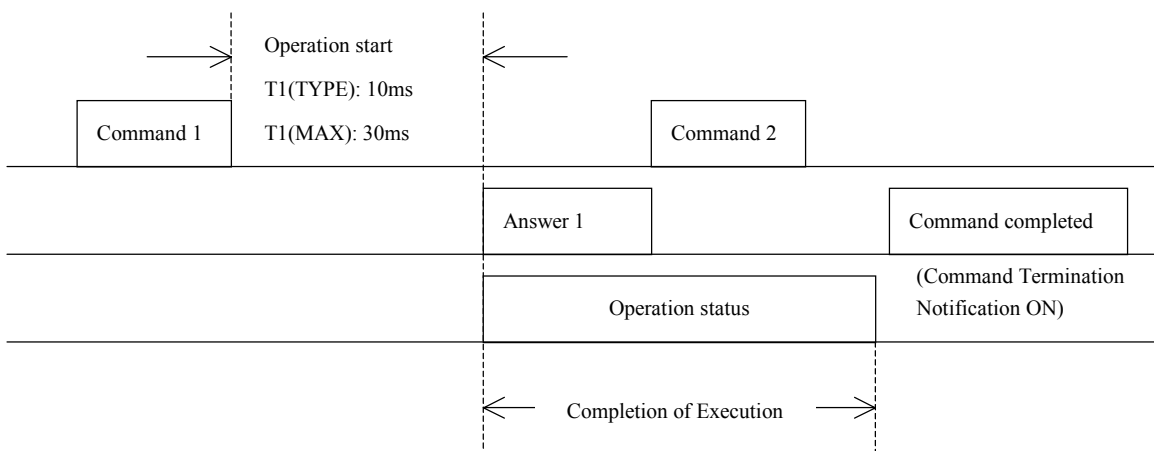 Operation start
T1(TYPE): 10ms
T1(MAX): 30ms
Command 1
Command 2
Answer 1
Command completed
(Command Termination
Notification ON)
Operation status
Completion of Execution